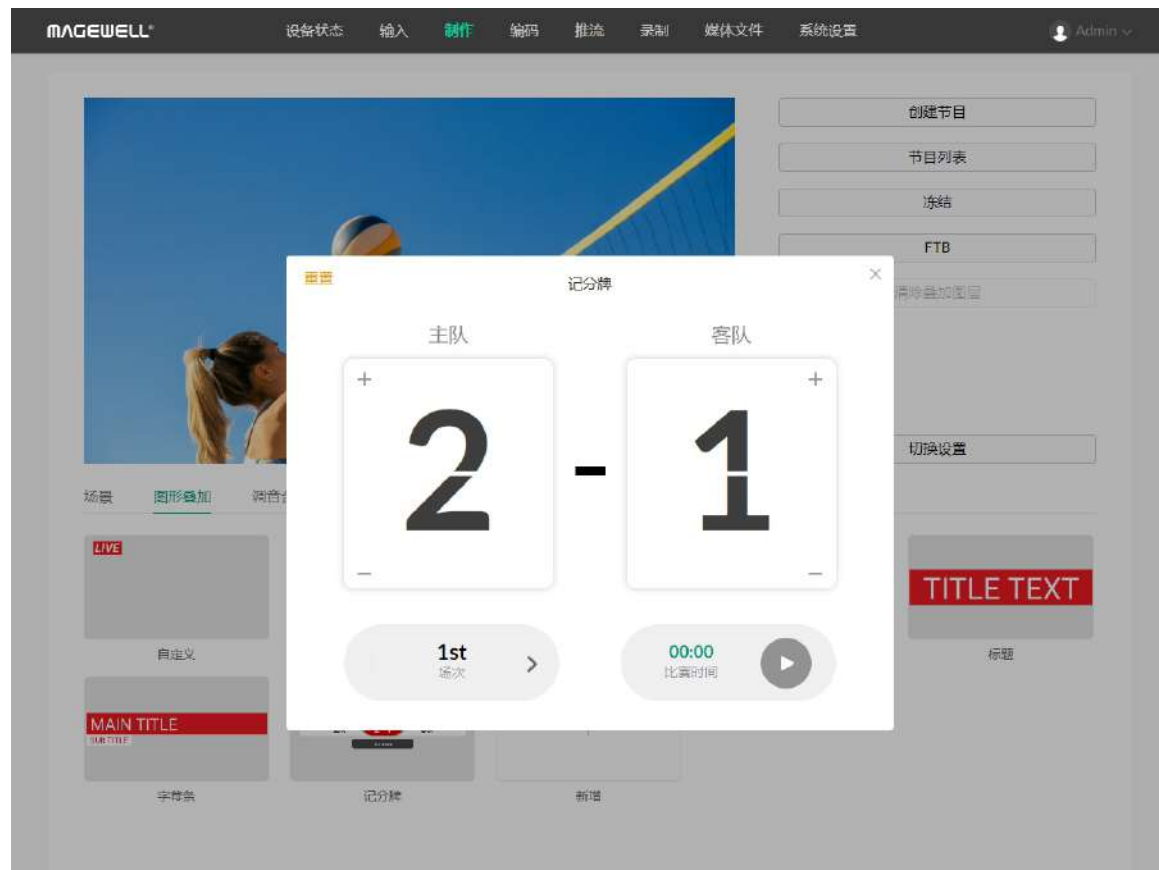 MAGEWELL®
设备状态 输入 制作 编码 推流 录制 媒体文件 系统设置 Admin
创建节目
节目列表
冻结
FTB
清除叠加图层
切换设置
重置 记分牌
主队 客队
+ +
2 - 1
− −
1st 00:00
场次 比赛时间
场景 图形叠加 调音台
LIVE
TITLE TEXT
自定义 标题
MAIN TITLE
SUB TITLE
字幕条 记分牌 新增